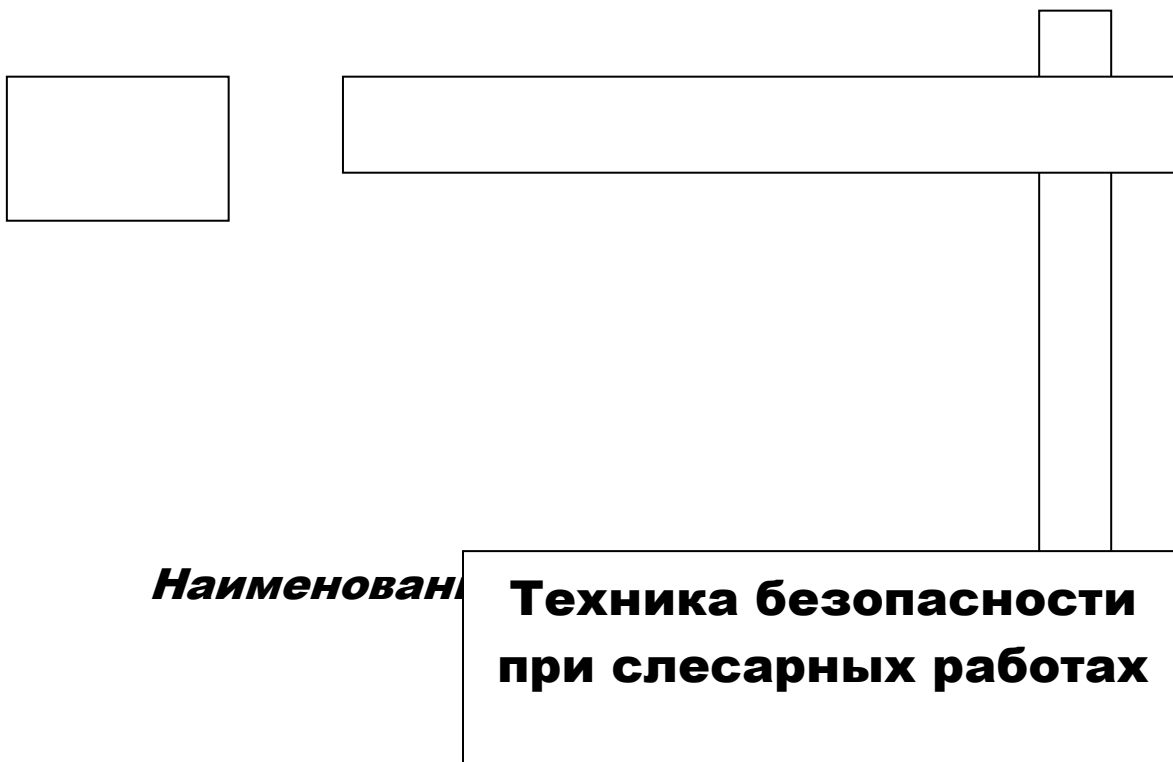 Наименовани
Техника безопасности
при слесарных работах